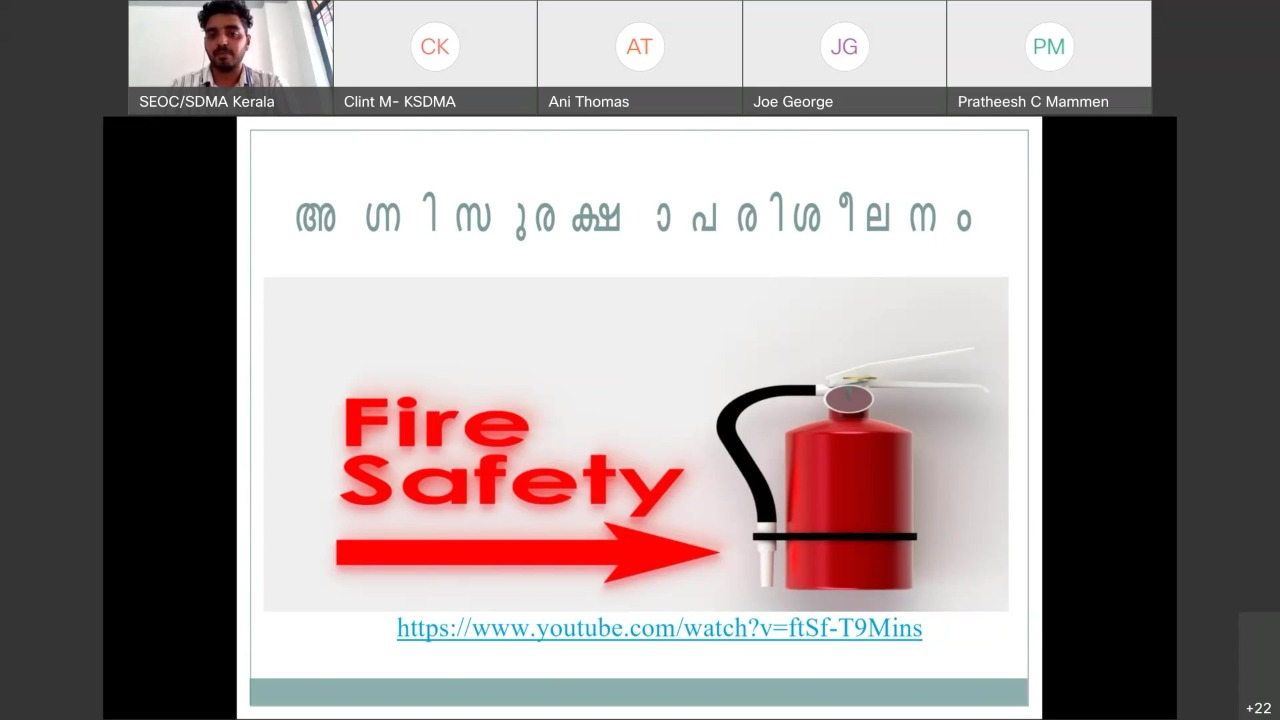 CK
AT
JG
PM
SEOC/SDMA Kerala
Clint M- KSDMA
Ani Thomas
Joe George
Pratheesh C Mammen
അഗ്നിസുരക്ഷാപരിശീലനം
Fire
Safety
https://www.youtube.com/watch?v=ftSf-T9Mins
+22